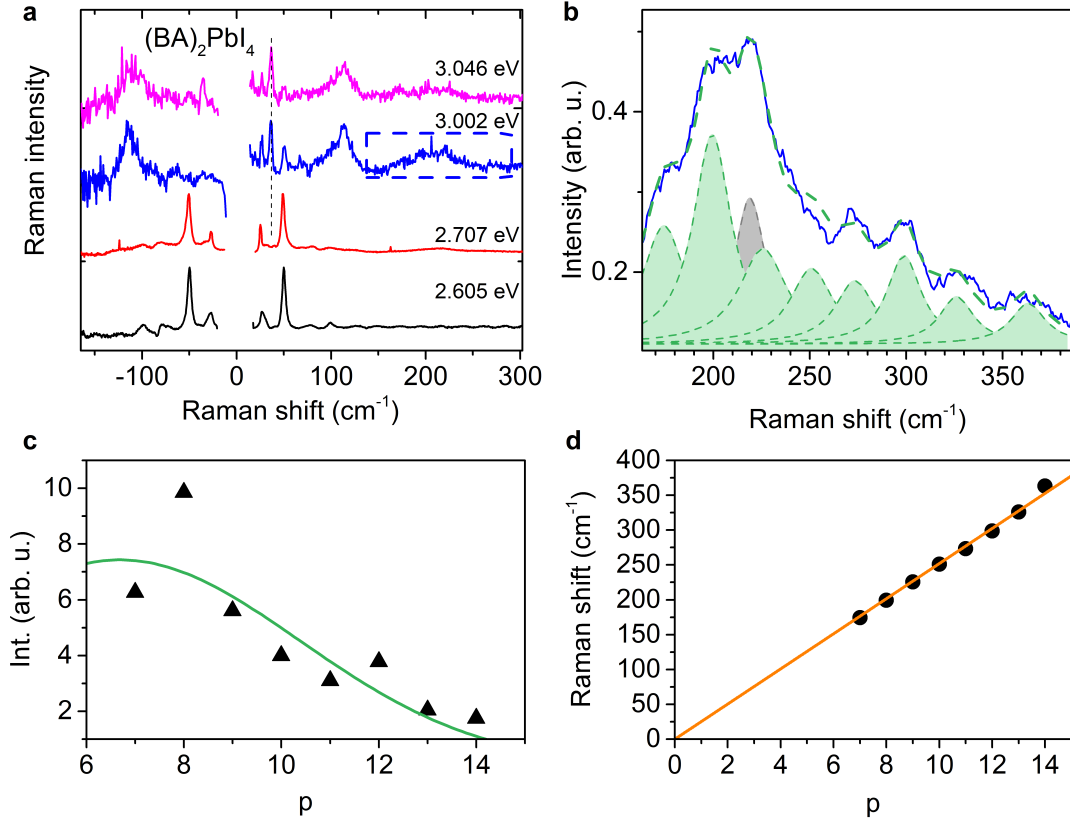 a
(BA)2PbI4
3.046 eV
3.002 eV
2.707 eV
2.605 eV
Raman intensity
-100 0 100 200 300
Raman shift (cm-1)
b
0.4
0.2
Intensity (arb. u.)
200 250 300 350
Raman shift (cm-1)
c
10
8
6
4
2
Int. (arb. u.)
6 8 10 12 14
p
d
400
350
300
250
200
150
100
50
0
Raman shift (cm-1)
0 2 4 6 8 10 12 14
p